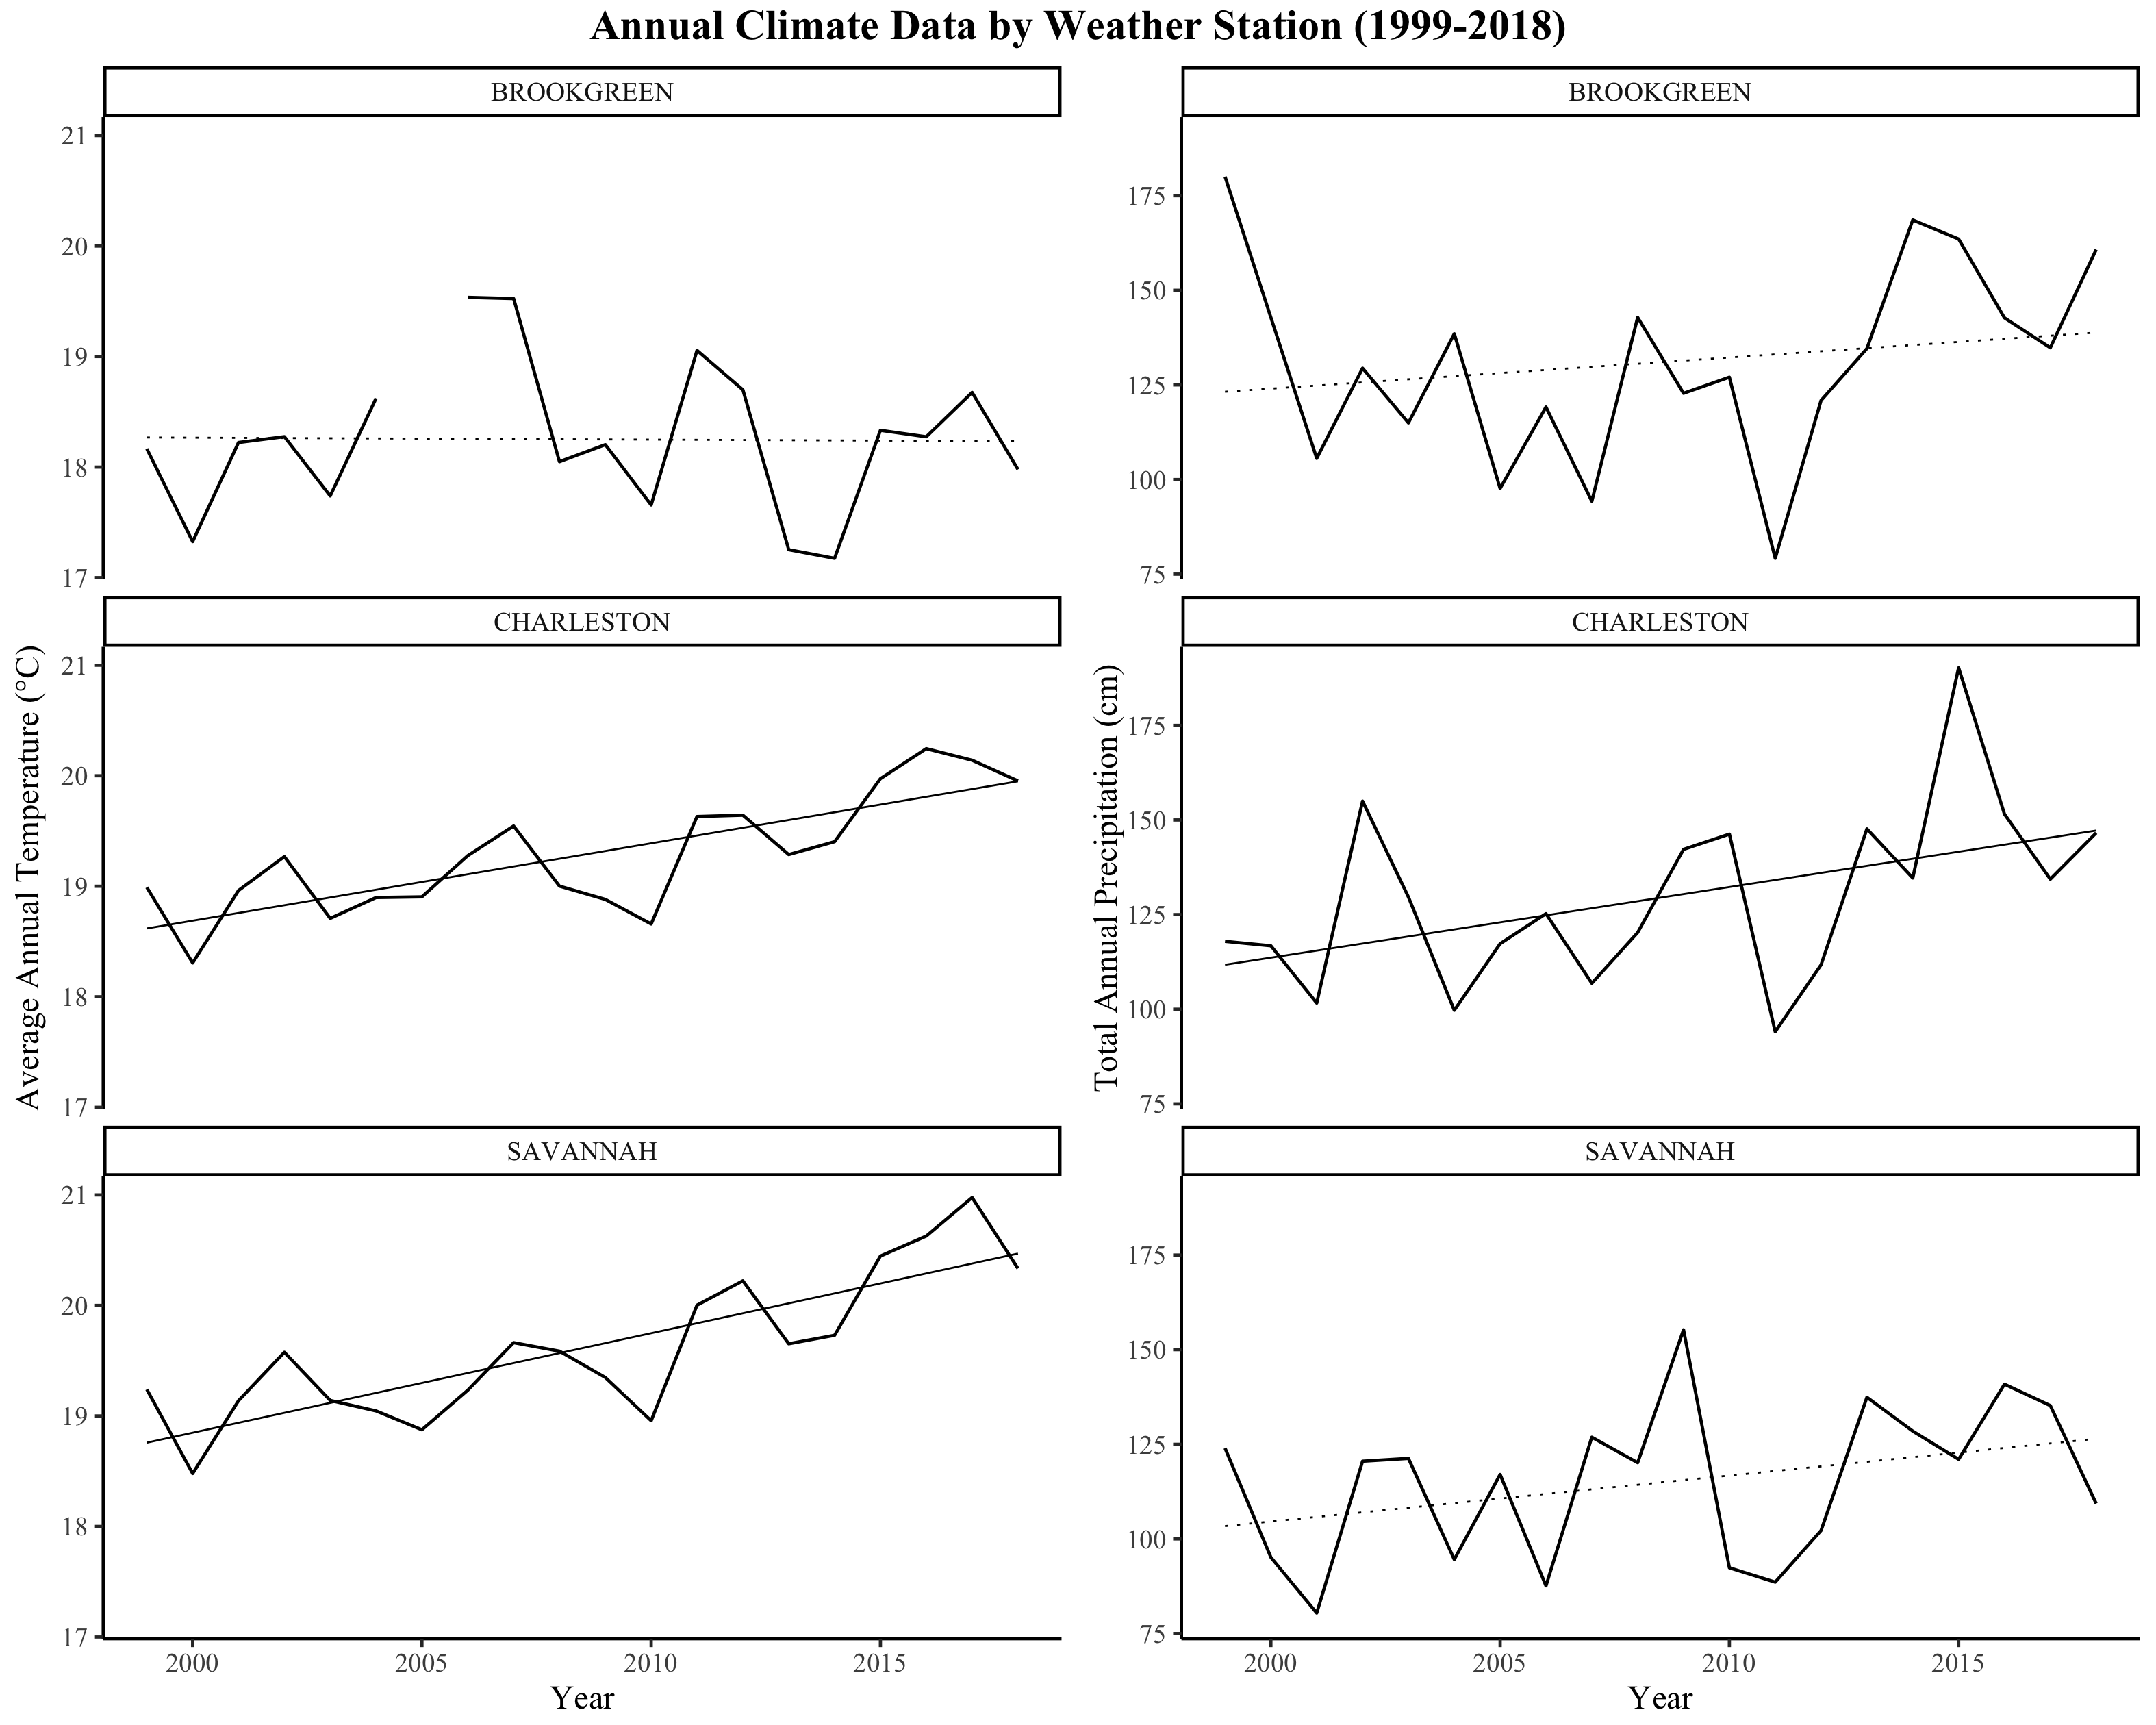 Annual Climate Data by Weather Station (1999-2018)
BROOKGREEN
21
20
19
18
17
CHARLESTON
21
20
19
18
17
SAVANNAH
21
20
19
18
17
2000 2005 2010 2015
Year
Average Annual Temperature (°C)
BROOKGREEN
175
150
125
100
75
CHARLESTON
175
150
125
100
75
SAVANNAH
175
150
125
100
75
2000 2005 2010 2015
Year
Total Annual Precipitation (cm)